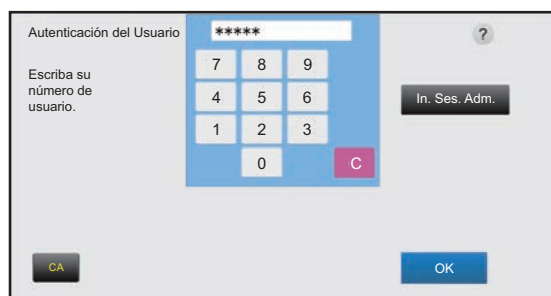 Autenticación del Usuario
*****
?
Escriba su
número de
usuario.
7 8 9
4 5 6
1 2 3
0 C
In. Ses. Adm.
CA
OK